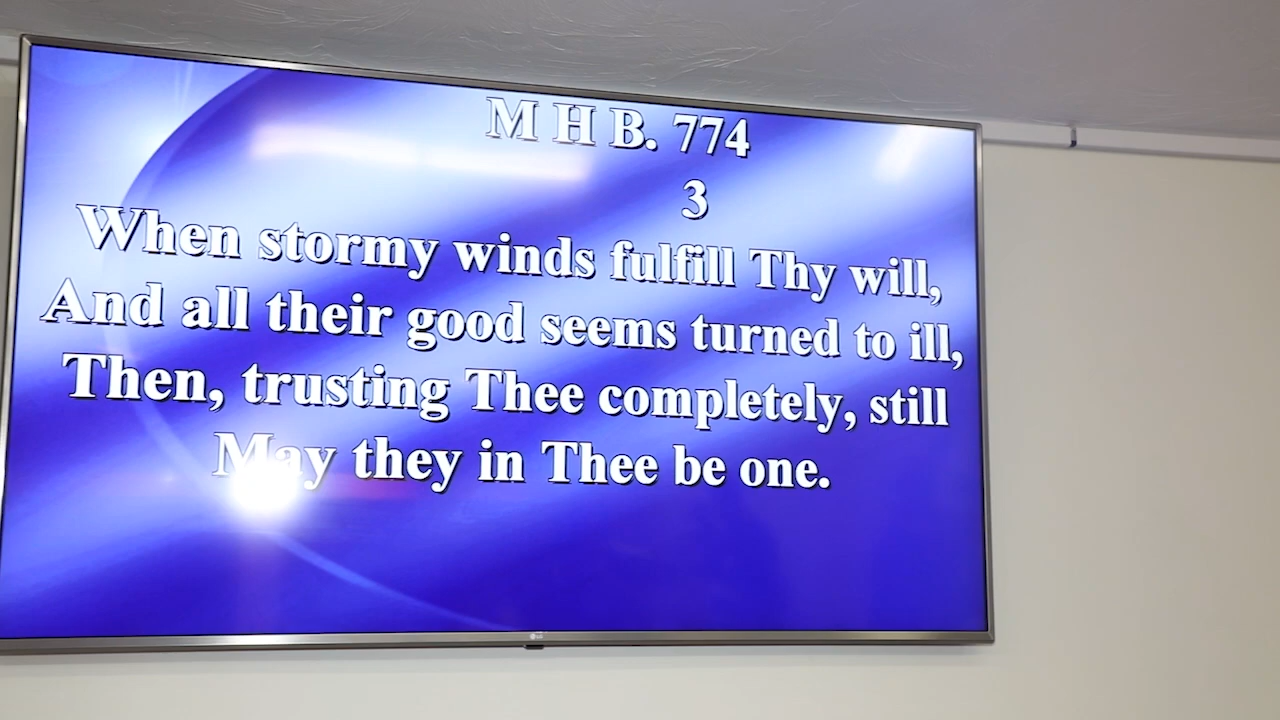 M H B. 774
3
When stormy winds fulfill Thy will,
And all their good seems turned to ill,
Then, trusting Thee completely, still
May they in Thee be one.
LG